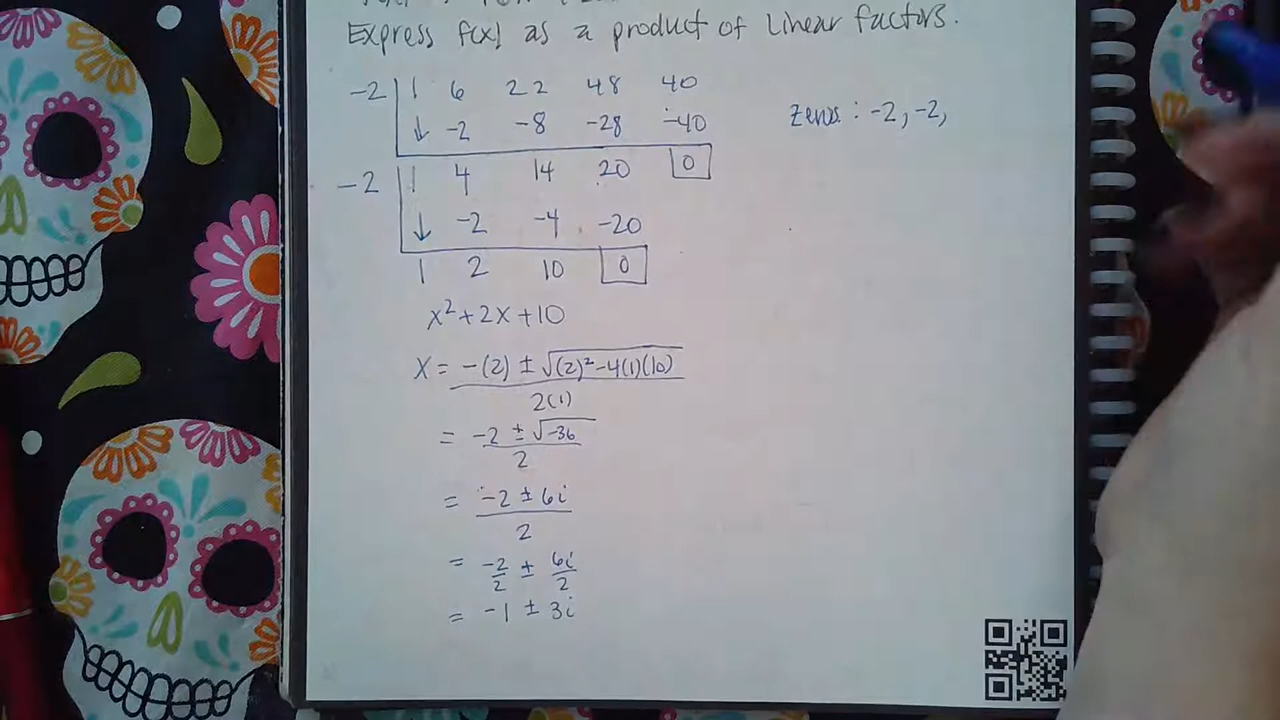 Express f(x) as a product of linear factors.
-2 | 1 6 22 48 40
↓ -2 -8 -28 -40
zeros : -2, -2,
-2 | 1 4 14 20 0
↓ -2 -4 -20
1 2 10 0
x²+2x+10
x = -(2) ± √(2)²-4(1)(10)
2(1)
= -2 ± √-36
2
= -2 ± 6i
2
= -2/2 ± 6i/2
= -1 ± 3i